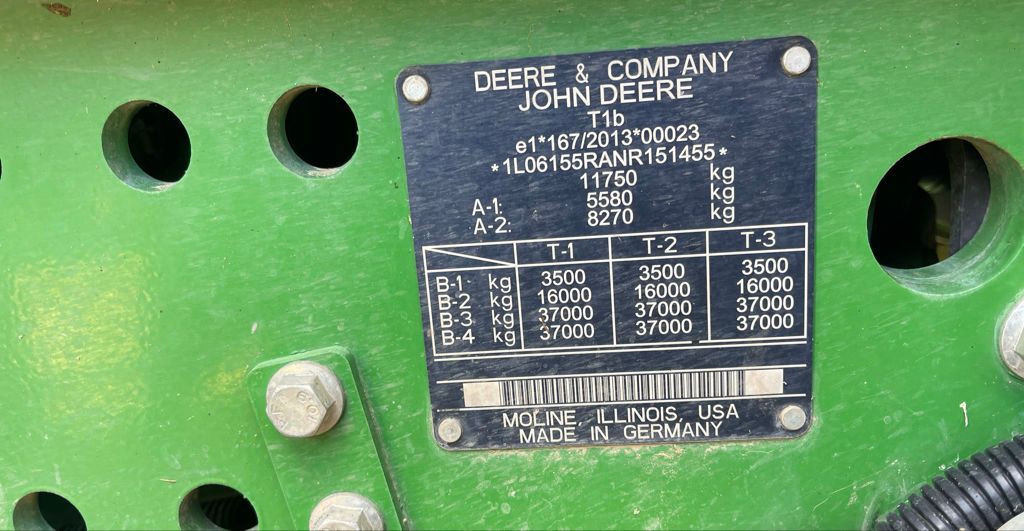 DEERE & COMPANY
JOHN DEERE
T1b
e1*167/2013*00023
*1L06155RANR151455*
11750 kg
A-1: 5580 kg
A-2: 8270 kg
T-1 T-2 T-3
B-1 kg 3500 3500 3500
B-2 kg 16000 16000 16000
B-3 kg 37000 37000 37000
B-4 kg 37000 37000 37000
MOLINE, ILLINOIS, USA
MADE IN GERMANY